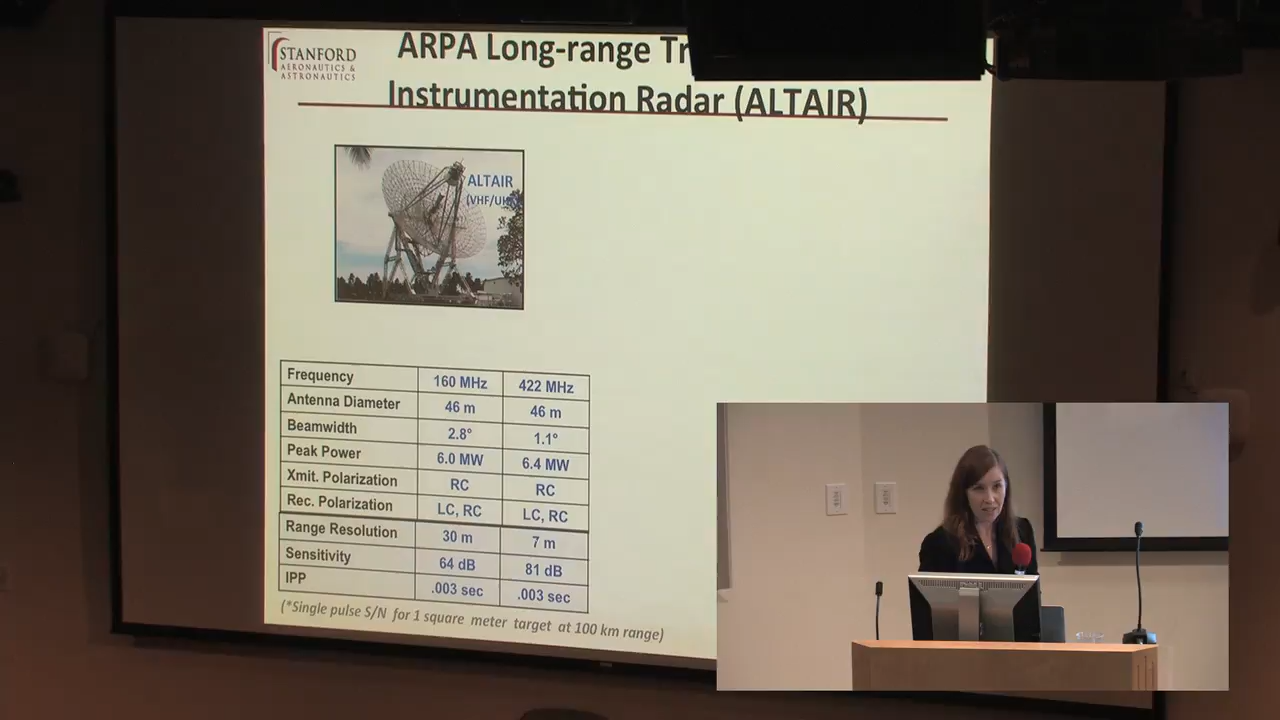 STANFORD
AERONAUTICS &
ASTRONAUTICS
ARPA Long-range
Instrumentation Radar (ALTAIR)
ALTAIR
Frequency 160 MHz 422 MHz
Antenna Diameter 46 m 46 m
Beamwidth 2.8° 1.1°
Peak Power 6.0 MW 6.4 MW
Xmit. Polarization RC RC
Rec. Polarization LC, RC LC, RC
Range Resolution 30 m 7 m
Sensitivity 64 dB 81 dB
IPP .003 sec .003 sec
(*Single pulse S/N for 1 square meter target at 100 km range)